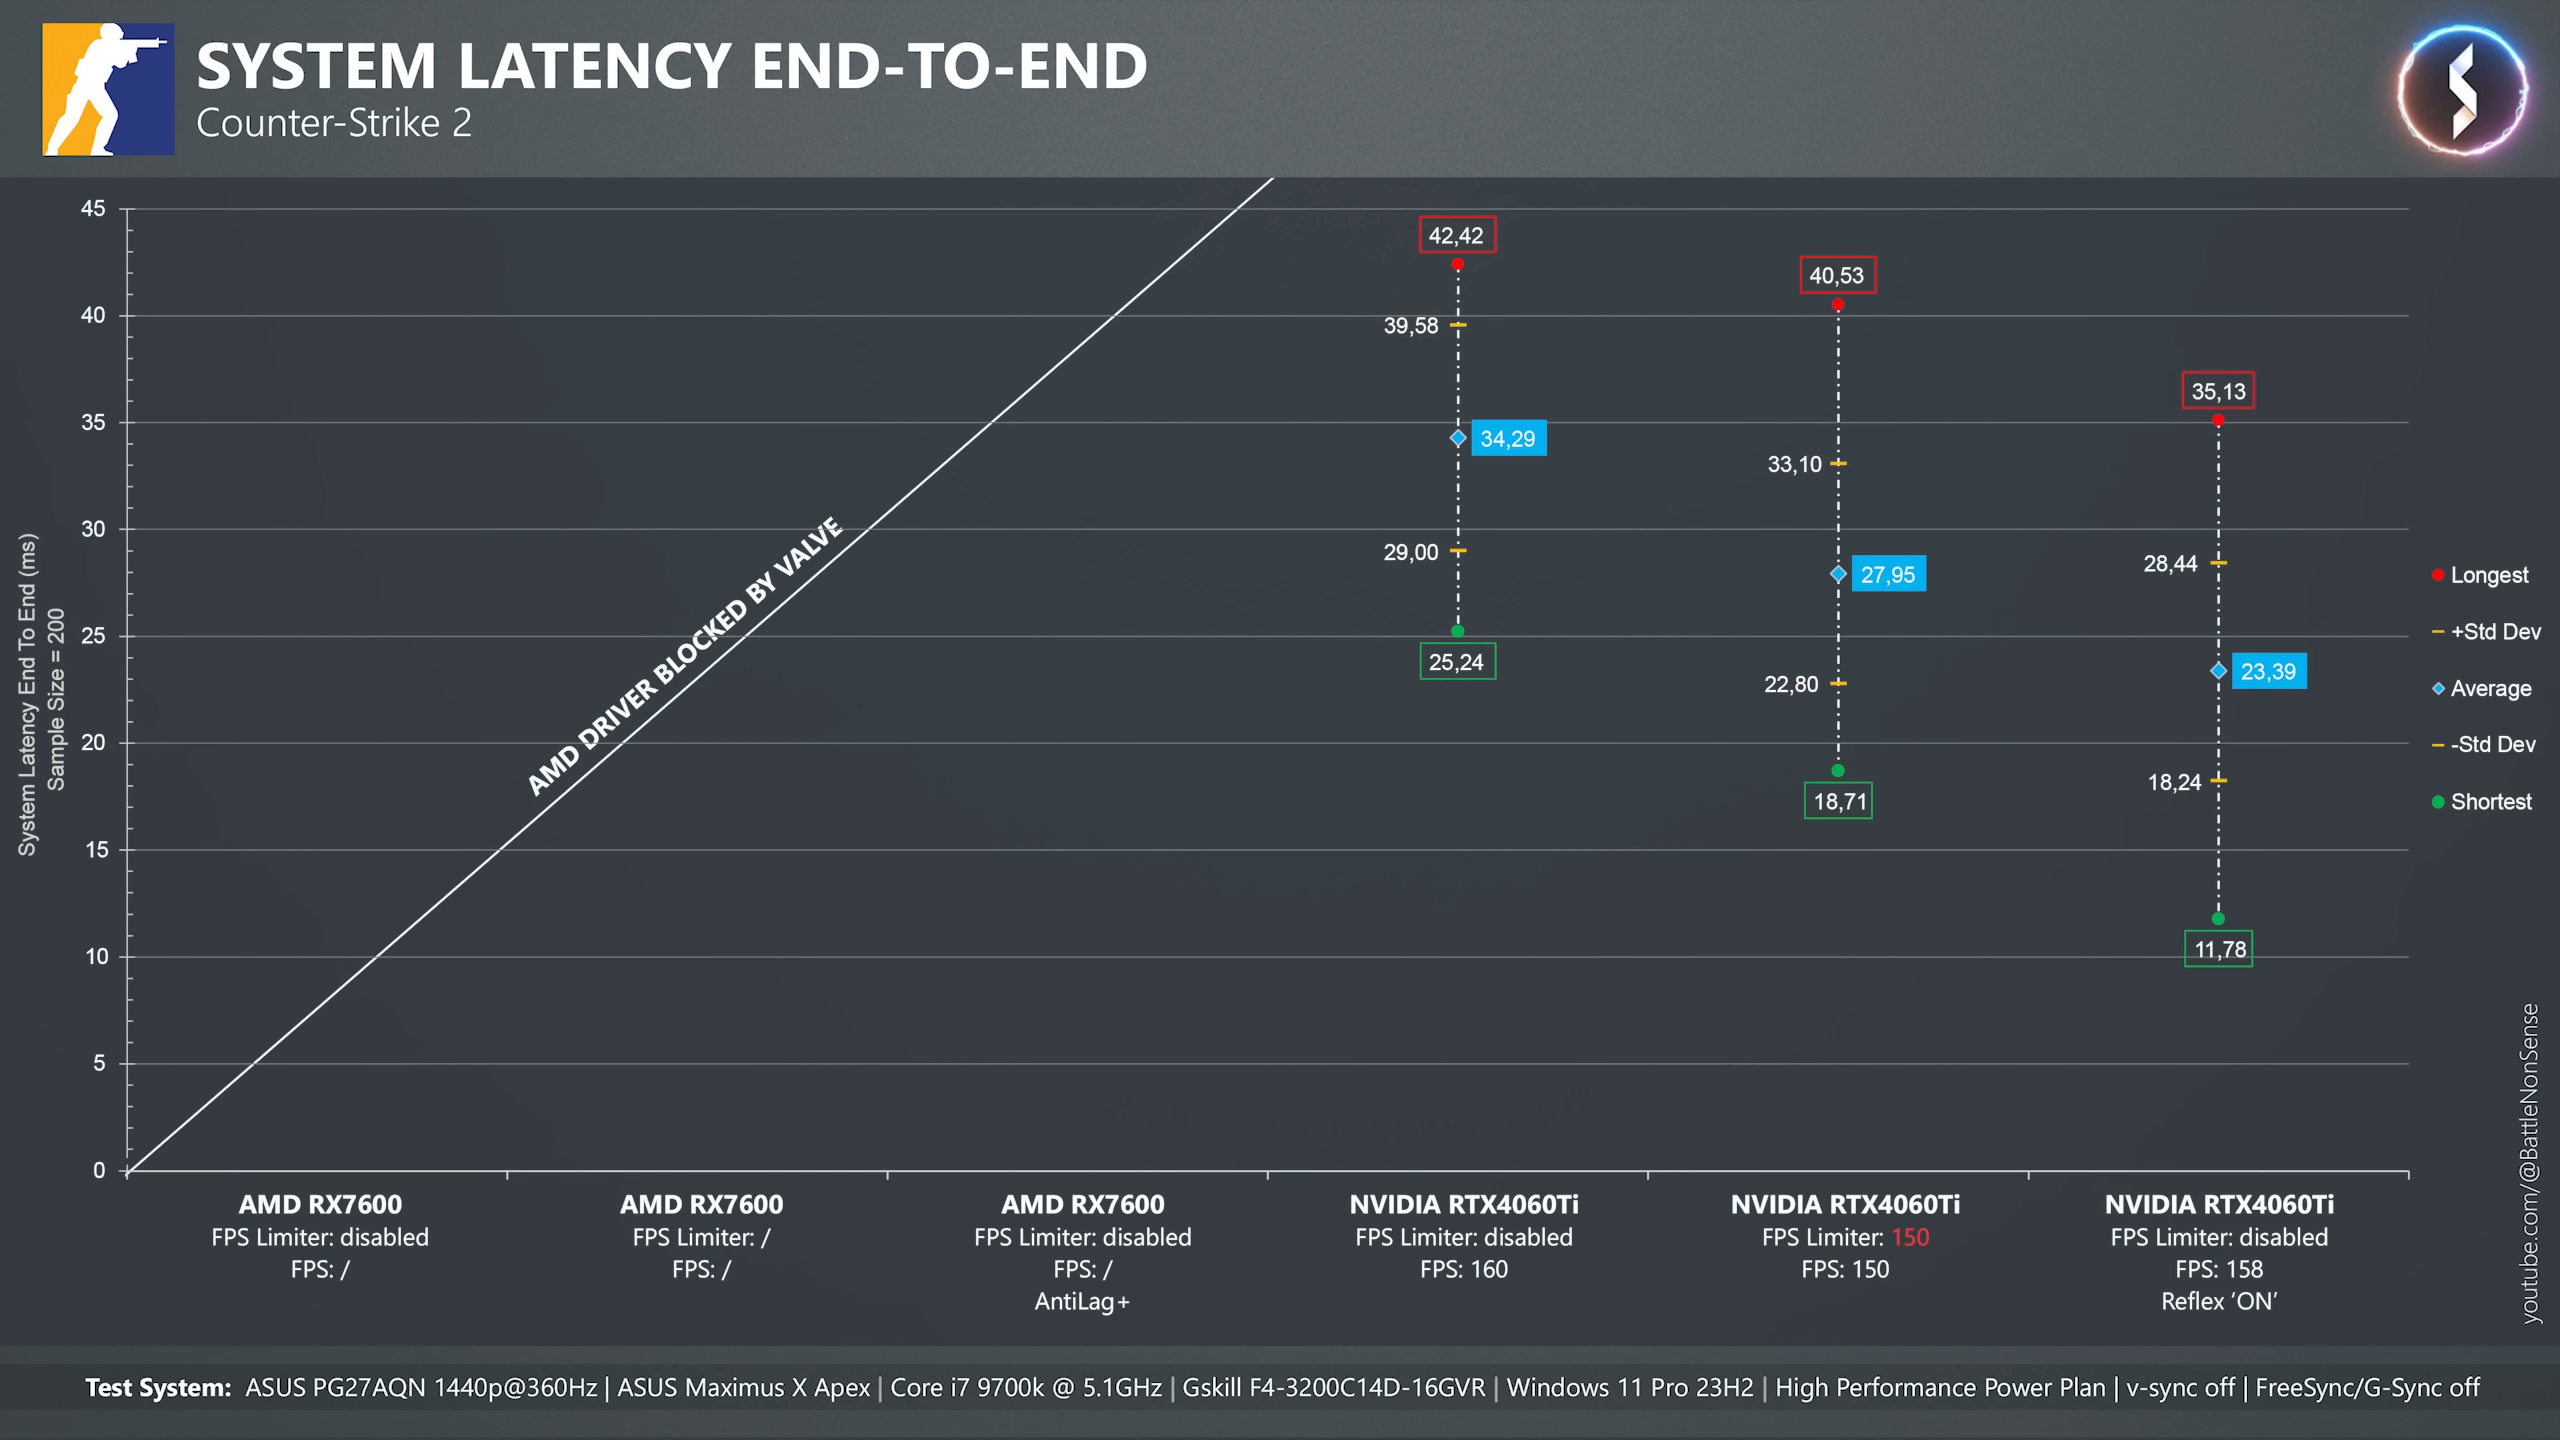 SYSTEM LATENCY END-TO-END
Counter-Strike 2
System Latency End To End (ms)
Sample Size = 200
45
40
35
30
25
20
15
10
5
0
AMD DRIVER BLOCKED BY VALVE
42,42
39,58
34,29
29,00
25,24
40,53
33,10
27,95
22,80
18,71
35,13
28,44
23,39
18,24
11,78
Longest
+Std Dev
Average
-Std Dev
Shortest
AMD RX7600
FPS Limiter: disabled
FPS: /
AMD RX7600
FPS Limiter: /
FPS: /
AMD RX7600
FPS Limiter: disabled
FPS: /
AntiLag+
NVIDIA RTX4060Ti
FPS Limiter: disabled
FPS: 160
NVIDIA RTX4060Ti
FPS Limiter: 150
FPS: 150
NVIDIA RTX4060Ti
FPS Limiter: disabled
FPS: 158
Reflex ‘ON’
youtube.com/@BattleNonSense
Test System: ASUS PG27AQN 1440p@360Hz | ASUS Maximus X Apex | Core i7 9700k @ 5.1GHz | Gskill F4-3200C14D-16GVR | Windows 11 Pro 23H2 | High Performance Power Plan | v-sync off | FreeSync/G-Sync off